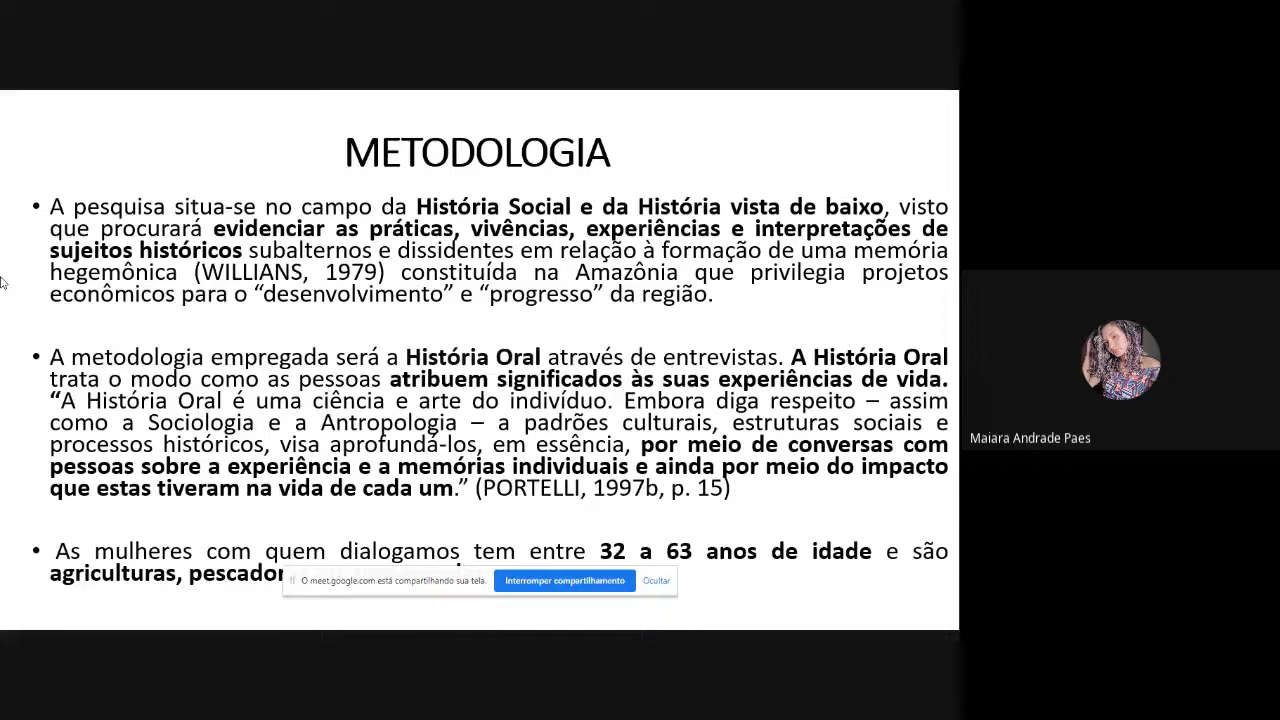 METODOLOGIA
• A pesquisa situa-se no campo da História Social e da História vista de baixo, visto
que procurará evidenciar as práticas, vivências, experiências e interpretações de
sujeitos históricos subalternos e dissidentes em relação à formação de uma memória
hegemônica (WILLIANS, 1979) constituída na Amazônia que privilegia projetos
econômicos para o “desenvolvimento” e “progresso” da região.
• A metodologia empregada será a História Oral através de entrevistas. A História Oral
trata o modo como as pessoas atribuem significados às suas experiências de vida.
“A História Oral é uma ciência e arte do indivíduo. Embora diga respeito – assim
como a Sociologia e a Antropologia – a padrões culturais, estruturas sociais e
processos históricos, visa aprofundá-los, em essência, por meio de conversas com
pessoas sobre a experiência e a memórias individuais e ainda por meio do impacto
que estas tiveram na vida de cada um.” (PORTELLI, 1997b, p. 15)
• As mulheres com quem dialogamos tem entre 32 a 63 anos de idade e são
agriculturas,
O meet.google.com está compartilhando sua tela.
Interromper compartilhamento
Ocultar
Maiara Andrade Paes